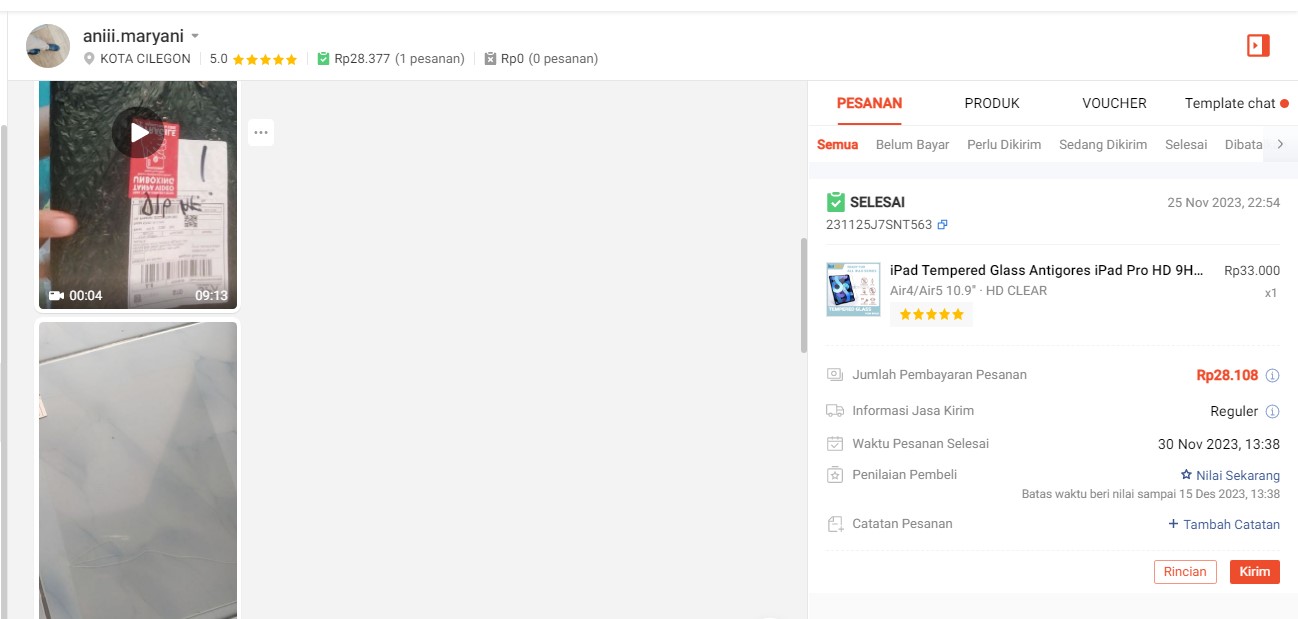 aniii.maryani
KOTA CILEGON
5.0
Rp28.377 (1 pesanan)
Rp0 (0 pesanan)
UNBOXING
TANPA VIDEO
00:04
09:13
PESANAN
PRODUK
VOUCHER
Template chat
Semua
Belum Bayar
Perlu Dikirim
Sedang Dikirim
Selesai
Dibata
SELESAI
25 Nov 2023, 22:54
231125J7SNT563
iPad Tempered Glass Antigores iPad Pro HD 9H...
Rp33.000
Air4/Air5 10.9" · HD CLEAR
x1
TEMPERED GLASS
Jumlah Pembayaran Pesanan
Rp28.108
Informasi Jasa Kirim
Reguler
Waktu Pesanan Selesai
30 Nov 2023, 13:38
Penilaian Pembeli
Nilai Sekarang
Batas waktu beri nilai sampai 15 Des 2023, 13:38
Catatan Pesanan
+ Tambah Catatan
Rincian
Kirim